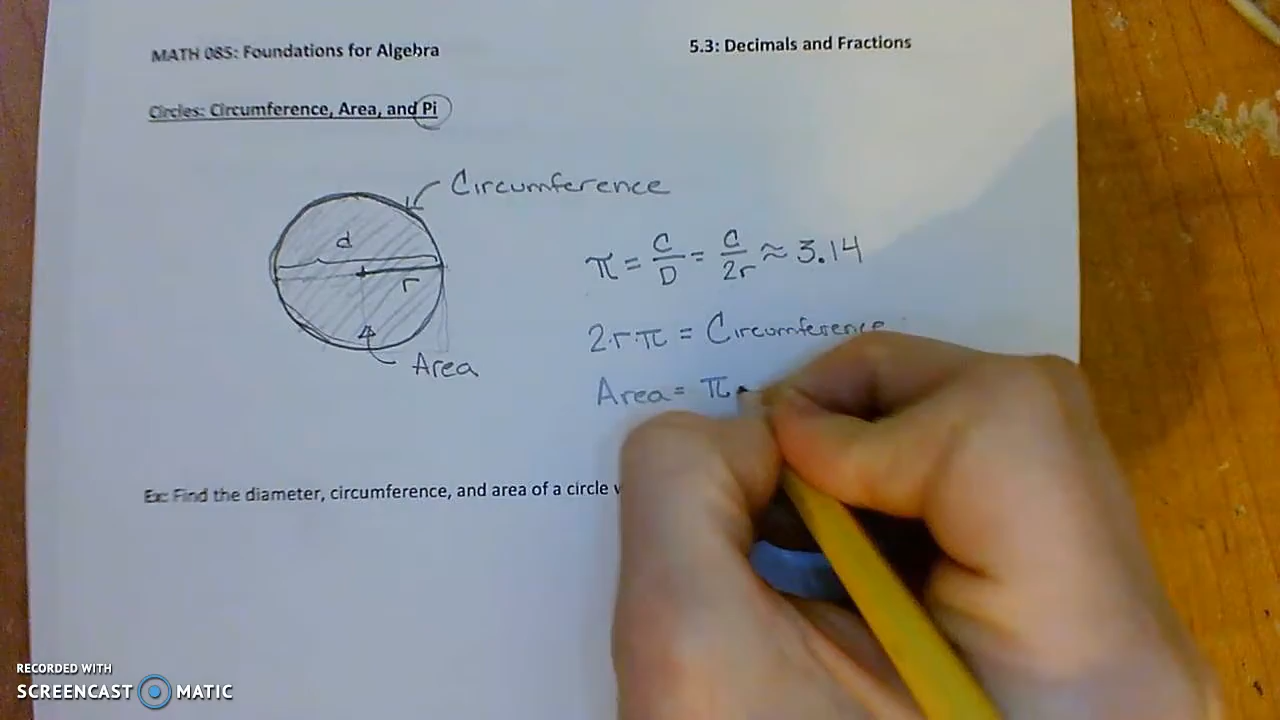 MATH 085: Foundations for Algebra
5.3: Decimals and Fractions
Circles: Circumference, Area, and Pi
Circumference
d
r
Area
π = C/D = C/2r ≈ 3.14
2·r·π = Circumference
Area = π ·
Ex: Find the diameter, circumference, and area of a circle
RECORDED WITH
SCREENCAST MATIC